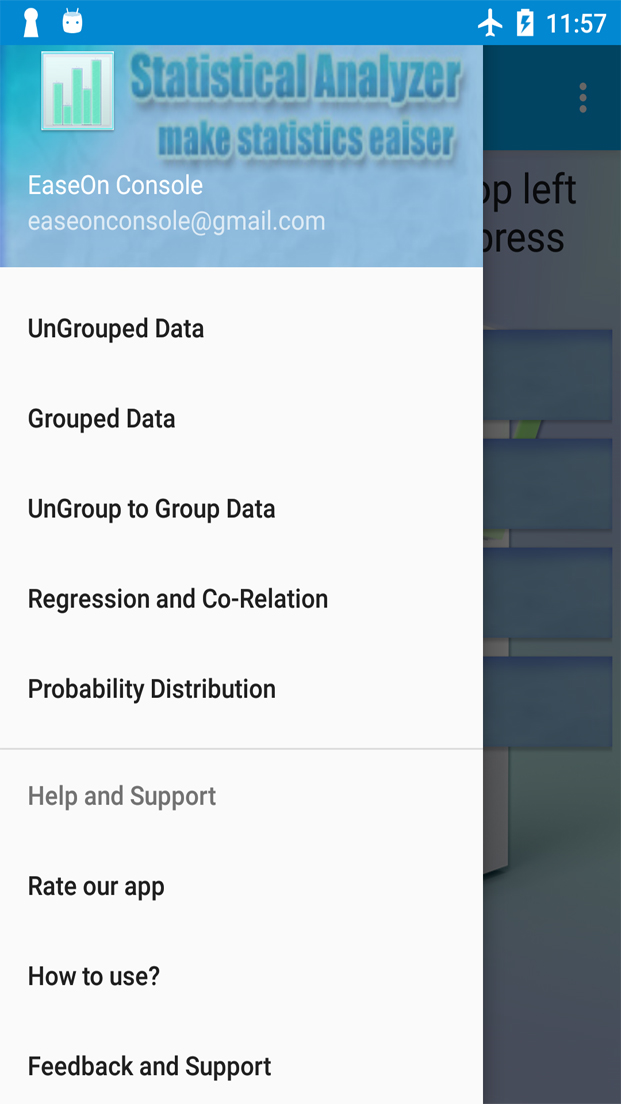 11:57
Statistical Analyzer
make statistics eaiser
EaseOn Console
easeonconsole@gmail.com
left
UnGrouped Data
Grouped Data
UnGroup to Group Data
Regression and Co-Relation
Probability Distribution
Help and Support
Rate our app
How to use?
Feedback and Support